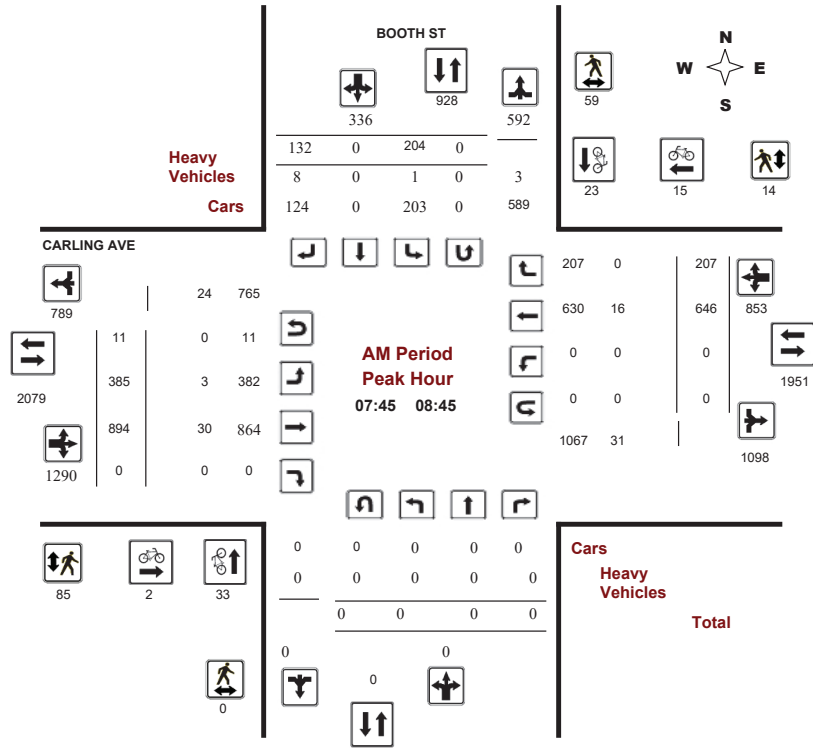 BOOTH ST
N
W E
S
928
336
592
59
132 0 204 0
Heavy
Vehicles
8 0 1 0 3
Cars
124 0 203 0 589
23 15 14
CARLING AVE
789
24 765
2079
11 0 11
385 3 382
894 30 864
1290
0 0 0
AM Period
Peak Hour
07:45 08:45
207 0 207
853
630 16 646
0 0 0
1951
0 0 0
1067 31
1098
85 2 33
0
0 0 0 0 0
0 0 0 0 0
0 0 0 0
0 0
0
Cars
Heavy
Vehicles
Total